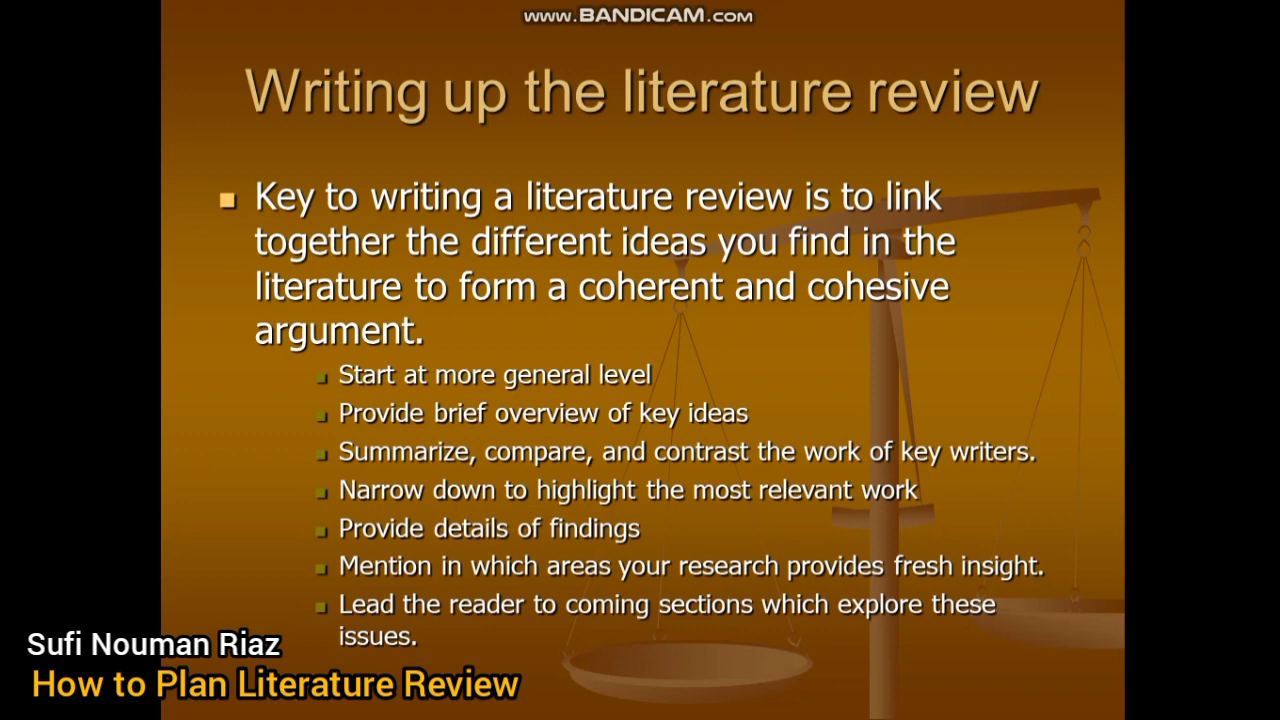 www.BANDICAM.com
Writing up the literature review
Key to writing a literature review is to link
together the different ideas you find in the
literature to form a coherent and cohesive
argument.
Start at more general level
Provide brief overview of key ideas
Summarize, compare, and contrast the work of key writers.
Narrow down to highlight the most relevant work
Provide details of findings
Mention in which areas your research provides fresh insight.
Lead the reader to coming sections which explore these
issues.
Sufi Nouman Riaz
How to Plan Literature Review